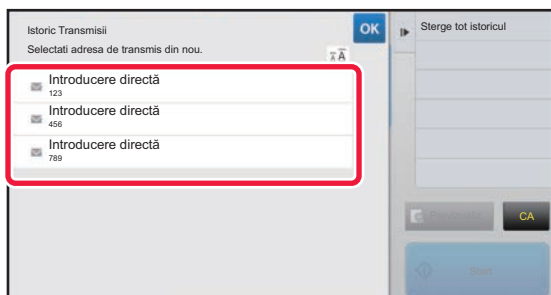 Istoric Transmisii
Selectati adresa de transmis din nou.
OK
Sterge tot istoricul
A A
Introducere directă
123
Introducere directă
456
Introducere directă
789
CA
Start